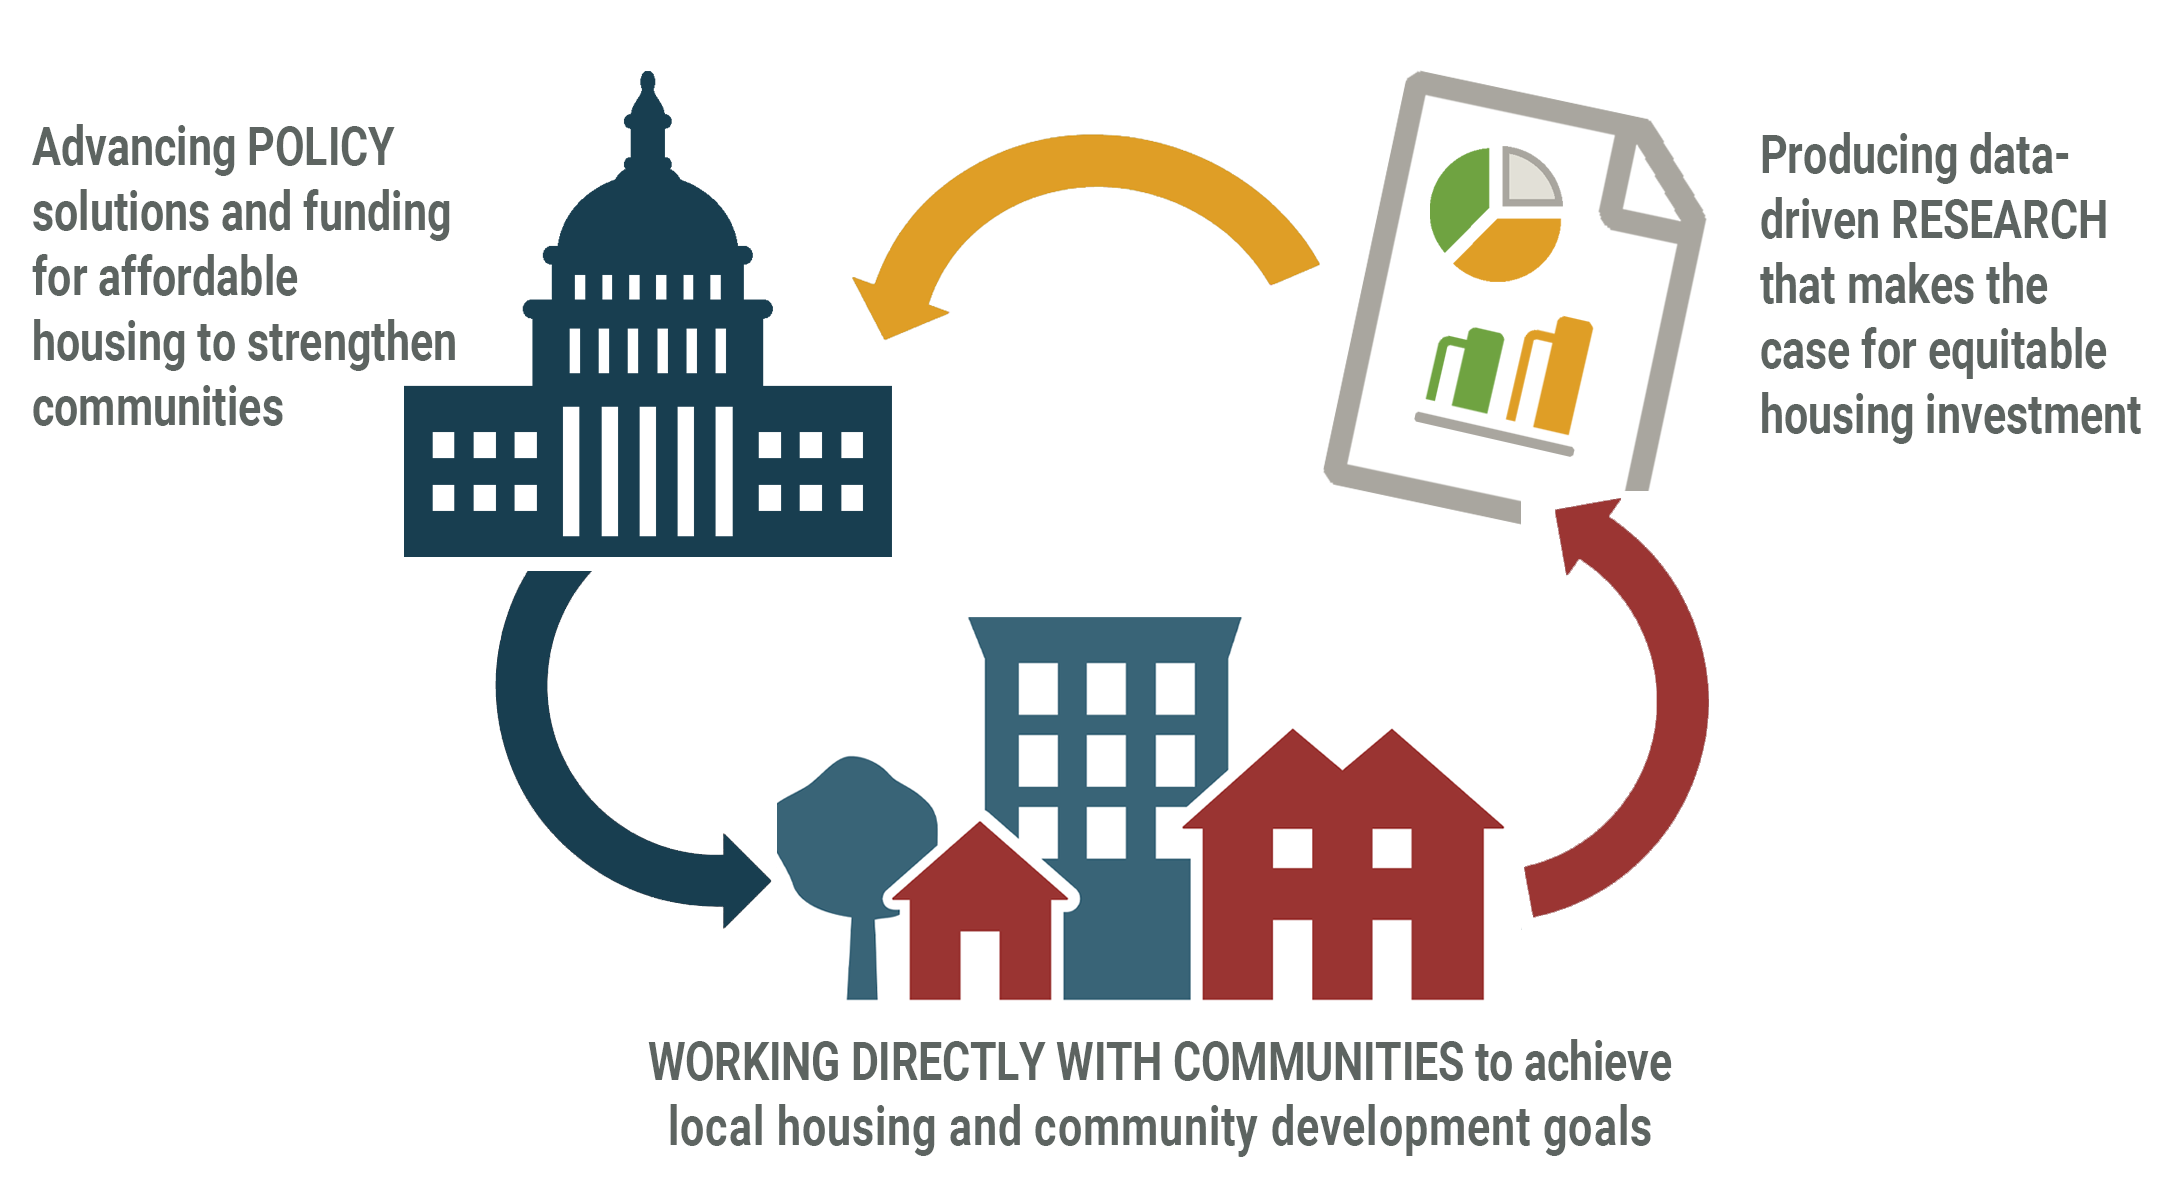 Advancing POLICY
solutions and funding
for affordable
housing to strengthen
communities
Producing data-
driven RESEARCH
that makes the
case for equitable
housing investment
WORKING DIRECTLY WITH COMMUNITIES to achieve
local housing and community development goals